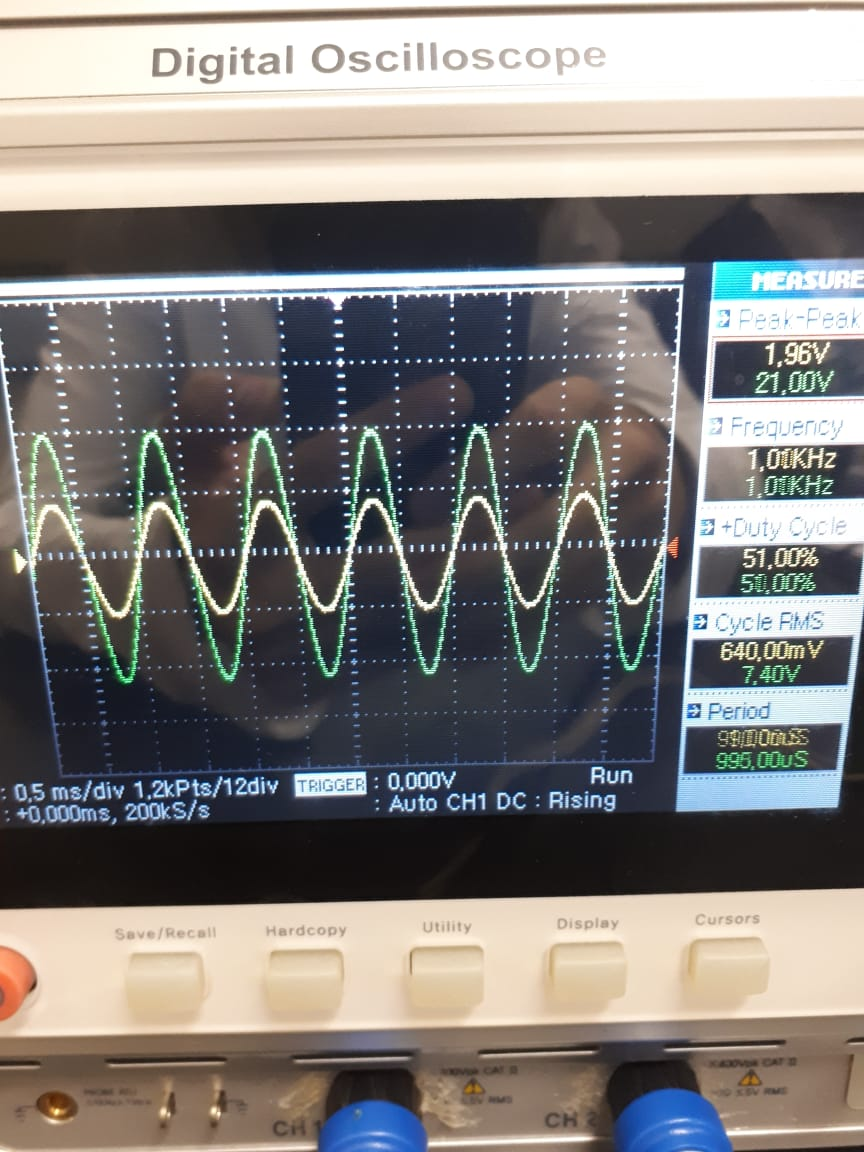 Digital Oscilloscope
MEASURE
Peak-Peak
1,96V
21,00V
Frequency
1,00KHz
1,00KHz
+Duty Cycle
51,00%
50,00%
Cycle RMS
640,00mV
7,40V
Period
995,00uS
: 0,5 ms/div 1,2kPts/12div TRIGGER : 0,000V Run
: +0,000ms, 200kS/s : Auto CH1 DC : Rising
Save/Recall Hardcopy Utility Display Cursors
CH 1
CH 2